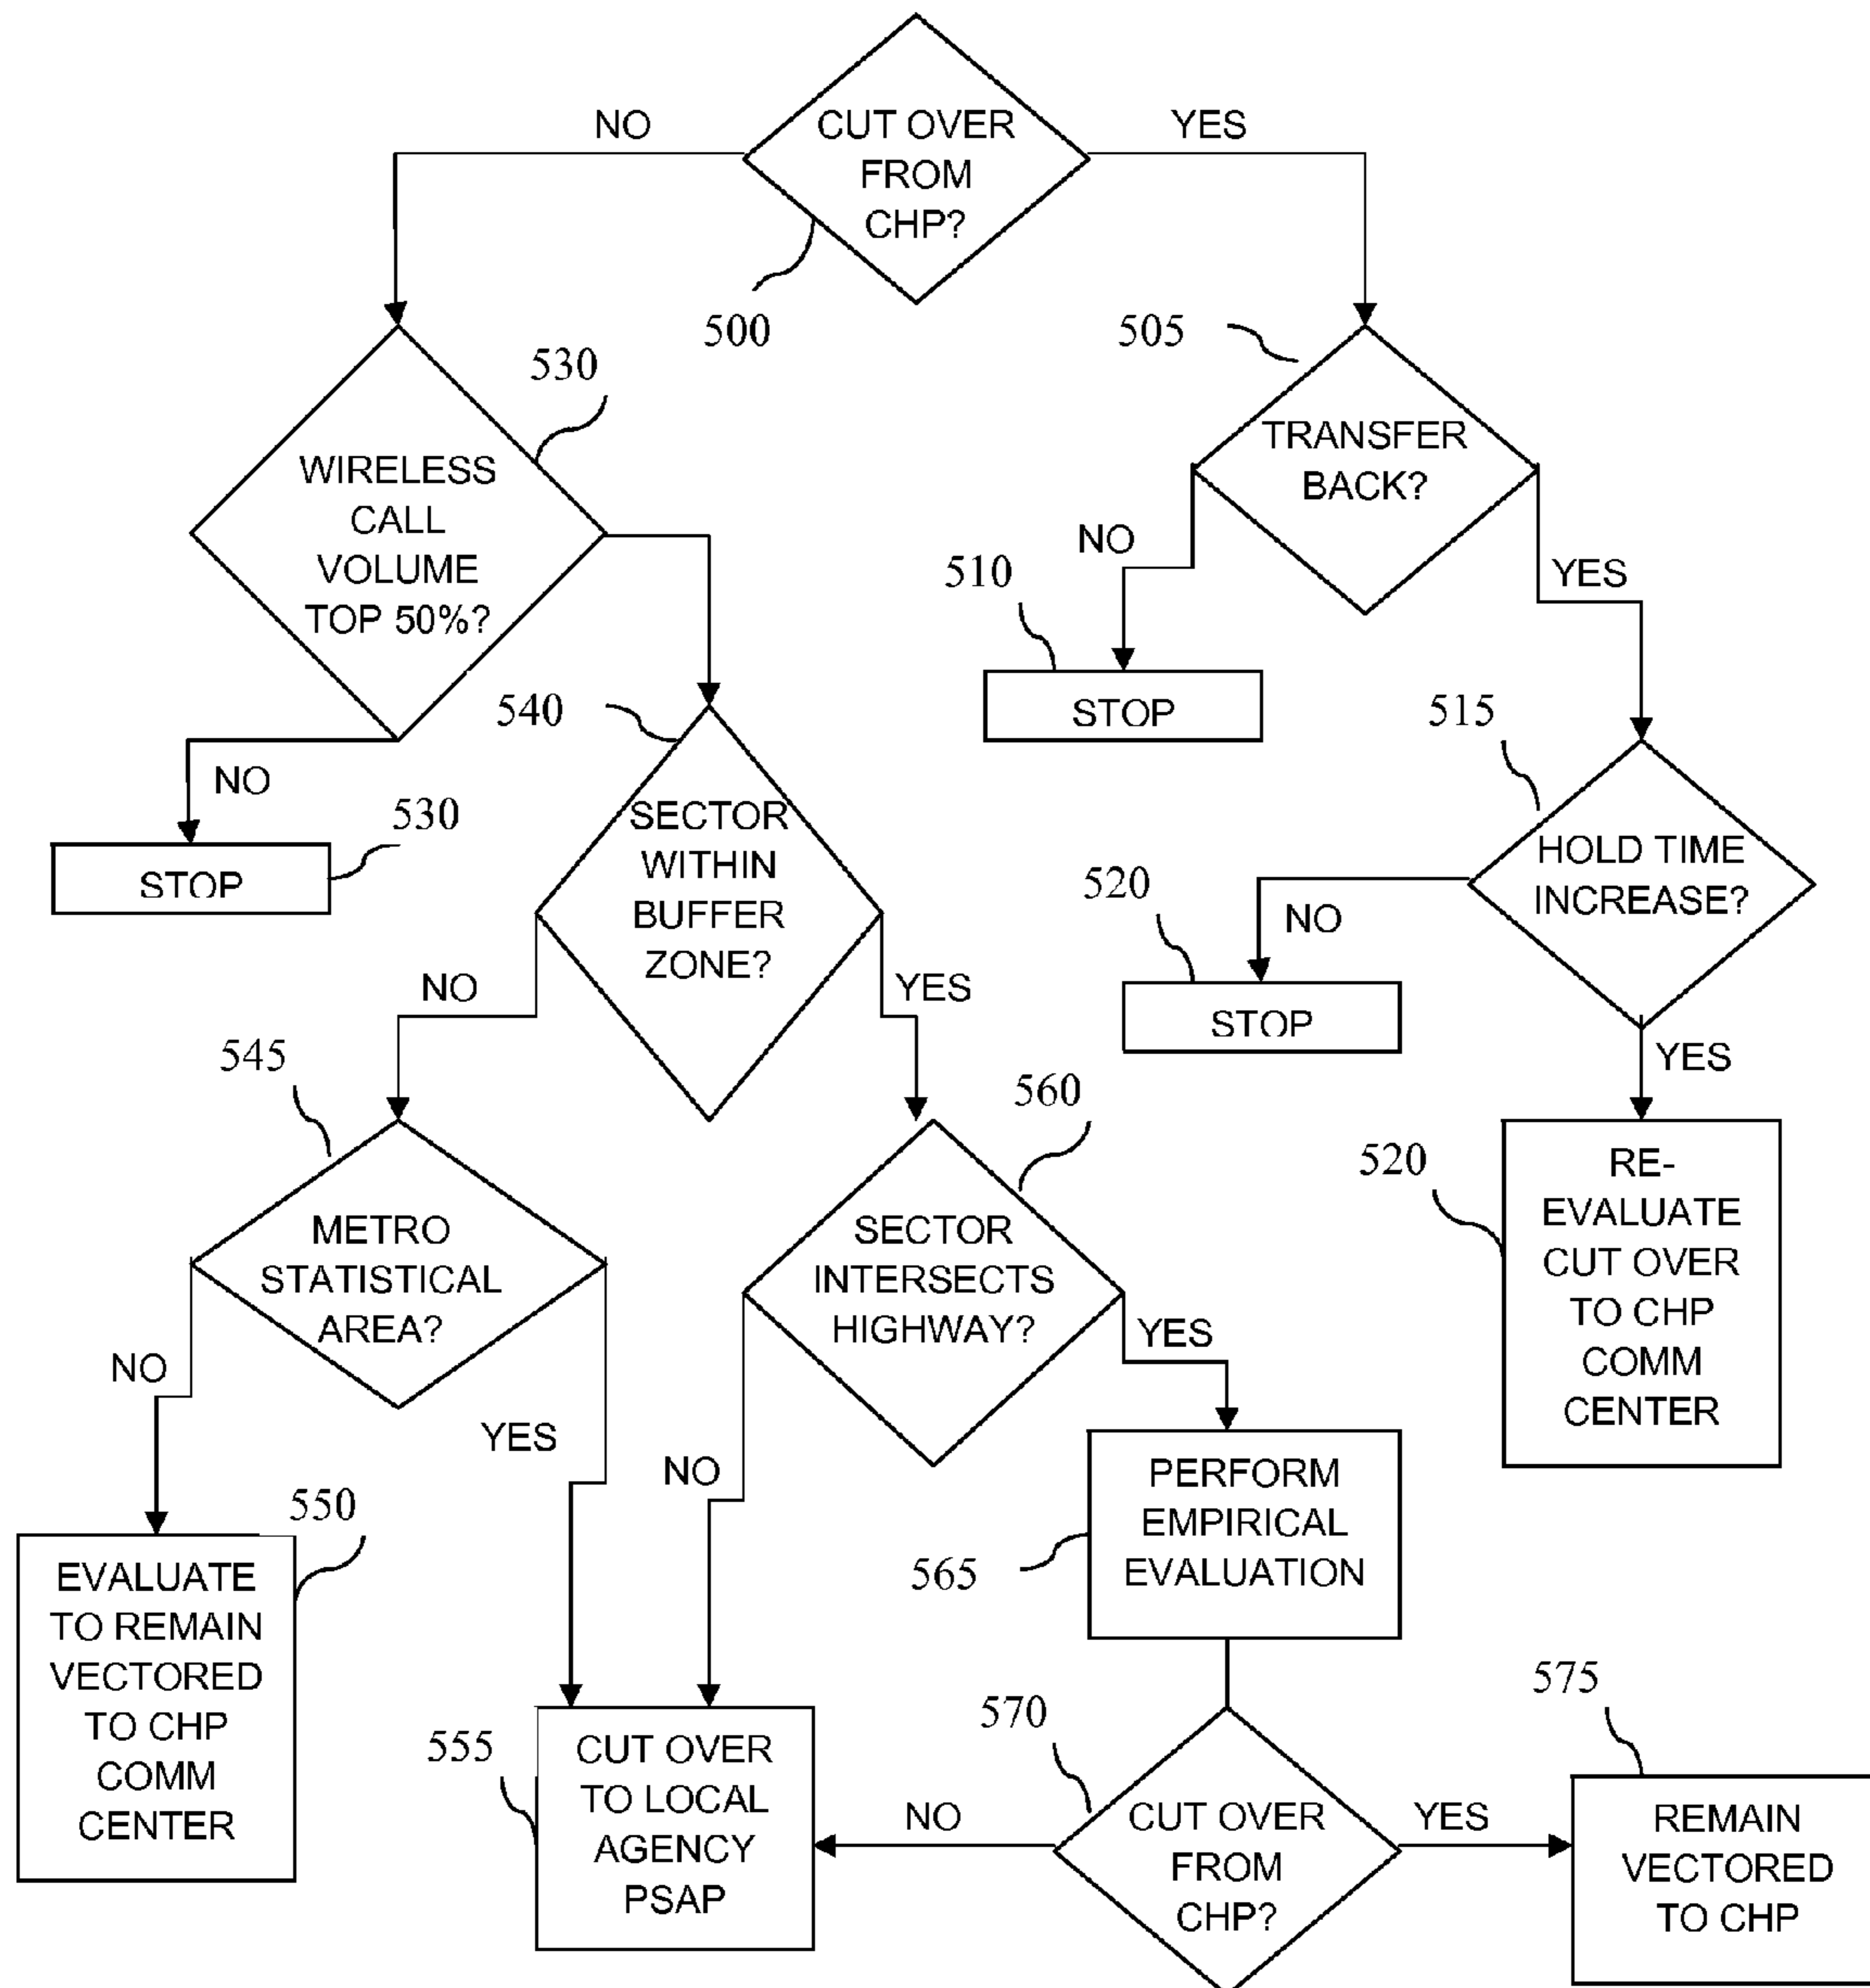 CUT OVER
FROM
CHP?
NO
YES
500
505
530
WIRELESS
CALL
VOLUME
TOP 50%?
TRANSFER
BACK?
NO
YES
510
STOP
540
515
NO
530
STOP
SECTOR
WITHIN
BUFFER
ZONE?
HOLD TIME
INCREASE?
520
NO
STOP
NO
YES
YES
545
560
METRO
STATISTICAL
AREA?
SECTOR
INTERSECTS
HIGHWAY?
520
RE-
EVALUATE
CUT OVER
TO CHP
COMM
CENTER
NO
YES
NO
YES
550
EVALUATE
TO REMAIN
VECTORED
TO CHP
COMM
CENTER
565
PERFORM
EMPIRICAL
EVALUATION
555
CUT OVER
TO LOCAL
AGENCY
PSAP
570
CUT OVER
FROM
CHP?
NO
YES
575
REMAIN
VECTORED
TO CHP